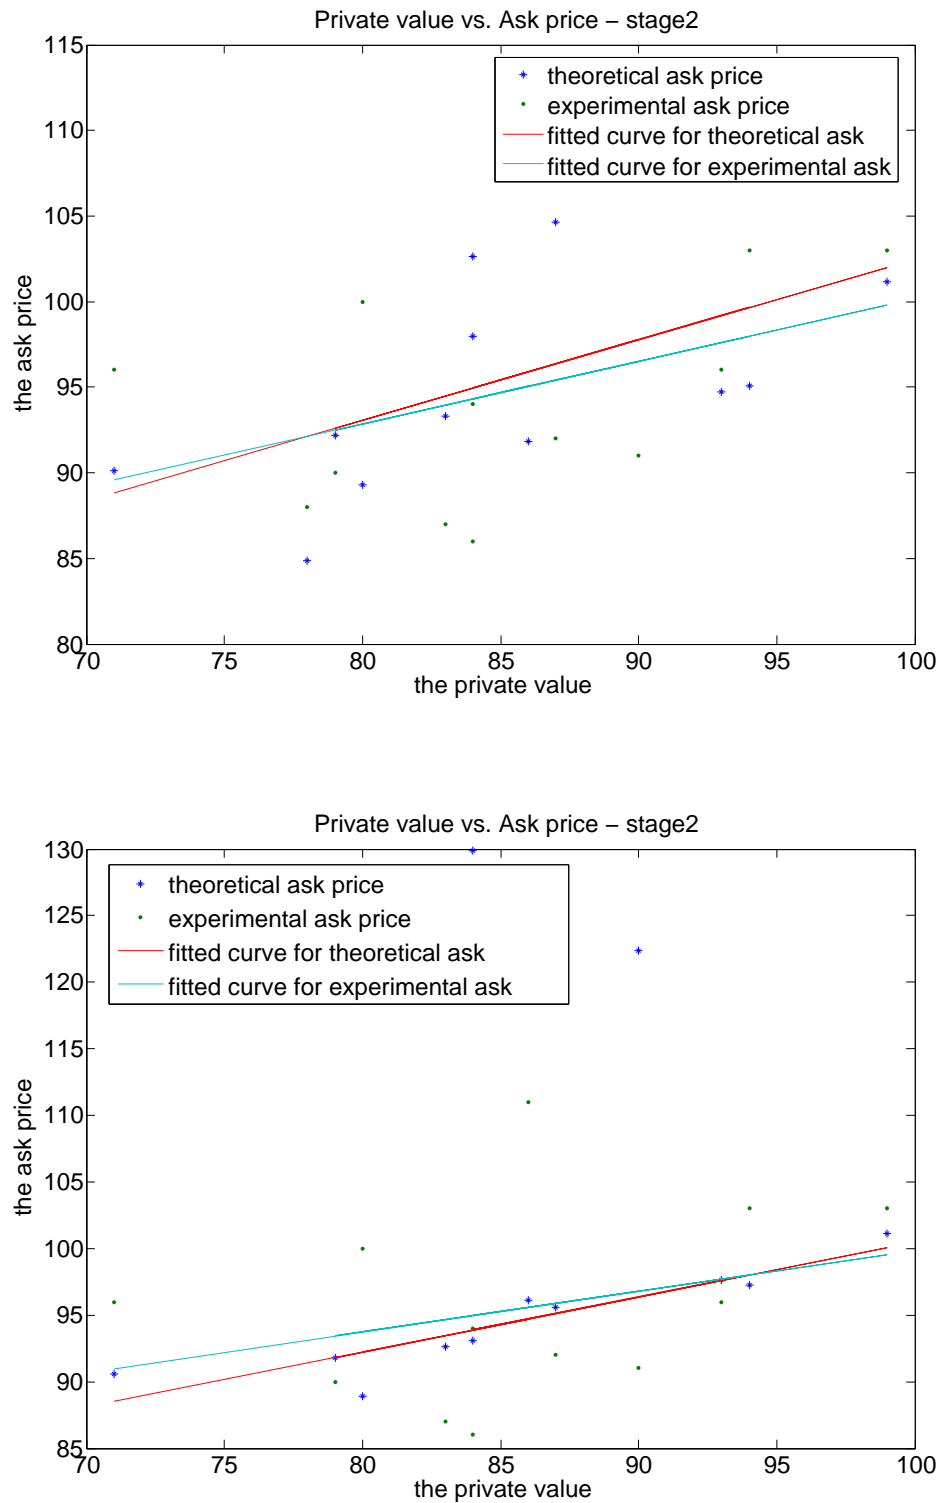 Private value vs. Ask price – stage2
115
110
105
100
95
90
85
80
the ask price
theoretical ask price
experimental ask price
fitted curve for theoretical ask
fitted curve for experimental ask
70 75 80 85 90 95 100
the private value
Private value vs. Ask price – stage2
130
125
120
115
110
105
100
95
90
85
the ask price
theoretical ask price
experimental ask price
fitted curve for theoretical ask
fitted curve for experimental ask
70 75 80 85 90 95 100
the private value